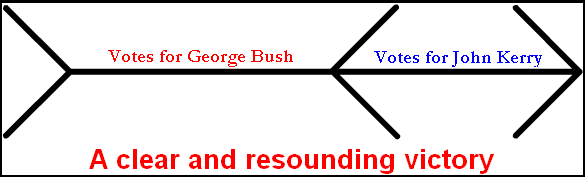 Votes for George Bush
Votes for John Kerry
A clear and resounding victory